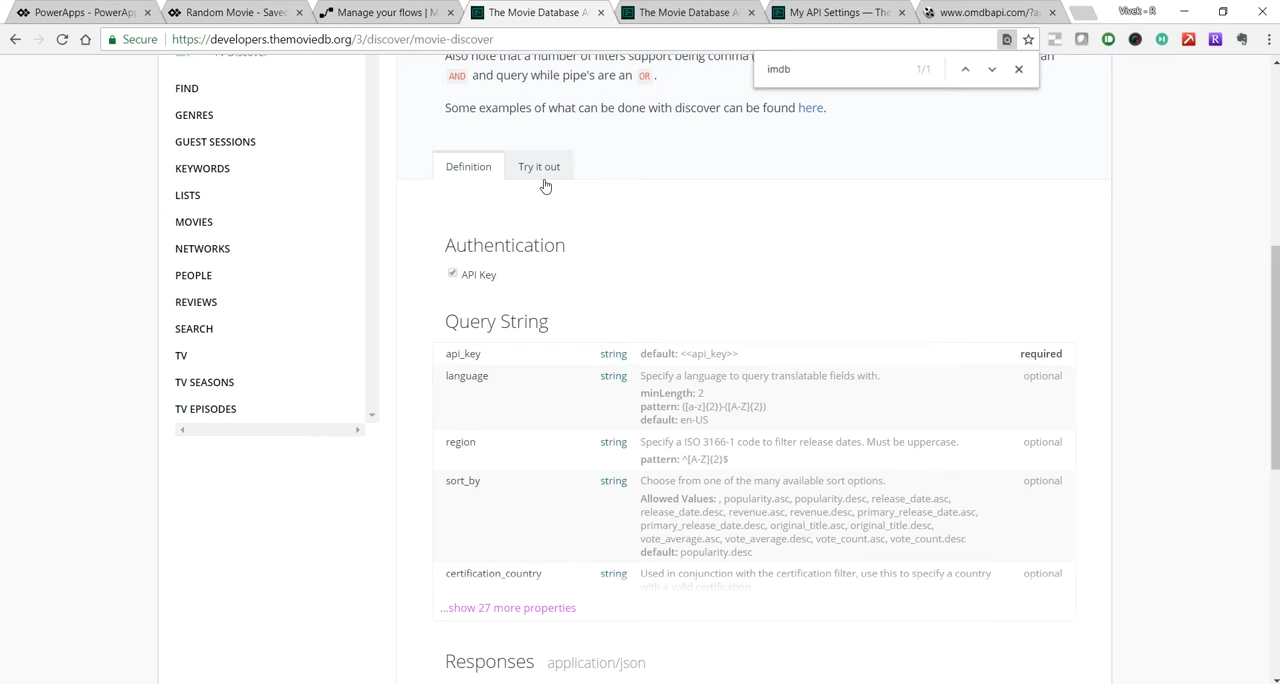 PowerApps - PowerApp
Random Movie - Saved
Manage your flows | M
The Movie Database A
The Movie Database A
My API Settings — The
www.omdbapi.com/?a
Vivek - R
Secure
https://developers.themoviedb.org/3/discover/movie-discover
imdb 1/1
Also note that a number of filters support being comma
AND and query while pipe's are an OR .
Some examples of what can be done with discover can be found here.
FIND
GENRES
GUEST SESSIONS
KEYWORDS
LISTS
MOVIES
NETWORKS
PEOPLE
REVIEWS
SEARCH
TV
TV SEASONS
TV EPISODES
Definition Try it out
Authentication
API Key
Query String
api_key string default: <<api_key>> required
language string Specify a language to query translatable fields with. optional
minLength: 2
pattern: ([a-z]{2})-([A-Z]{2})
default: en-US
region string Specify a ISO 3166-1 code to filter release dates. Must be uppercase. optional
pattern: ^[A-Z]{2}$
sort_by string Choose from one of the many available sort options. optional
Allowed Values: , popularity.asc, popularity.desc, release_date.asc,
release_date.desc, revenue.asc, revenue.desc, primary_release_date.asc,
primary_release_date.desc, original_title.asc, original_title.desc,
vote_average.asc, vote_average.desc, vote_count.asc, vote_count.desc
default: popularity.desc
certification_country string Used in conjunction with the certification filter, use this to specify a country optional
with a valid certification.
...show 27 more properties
Responses application/json